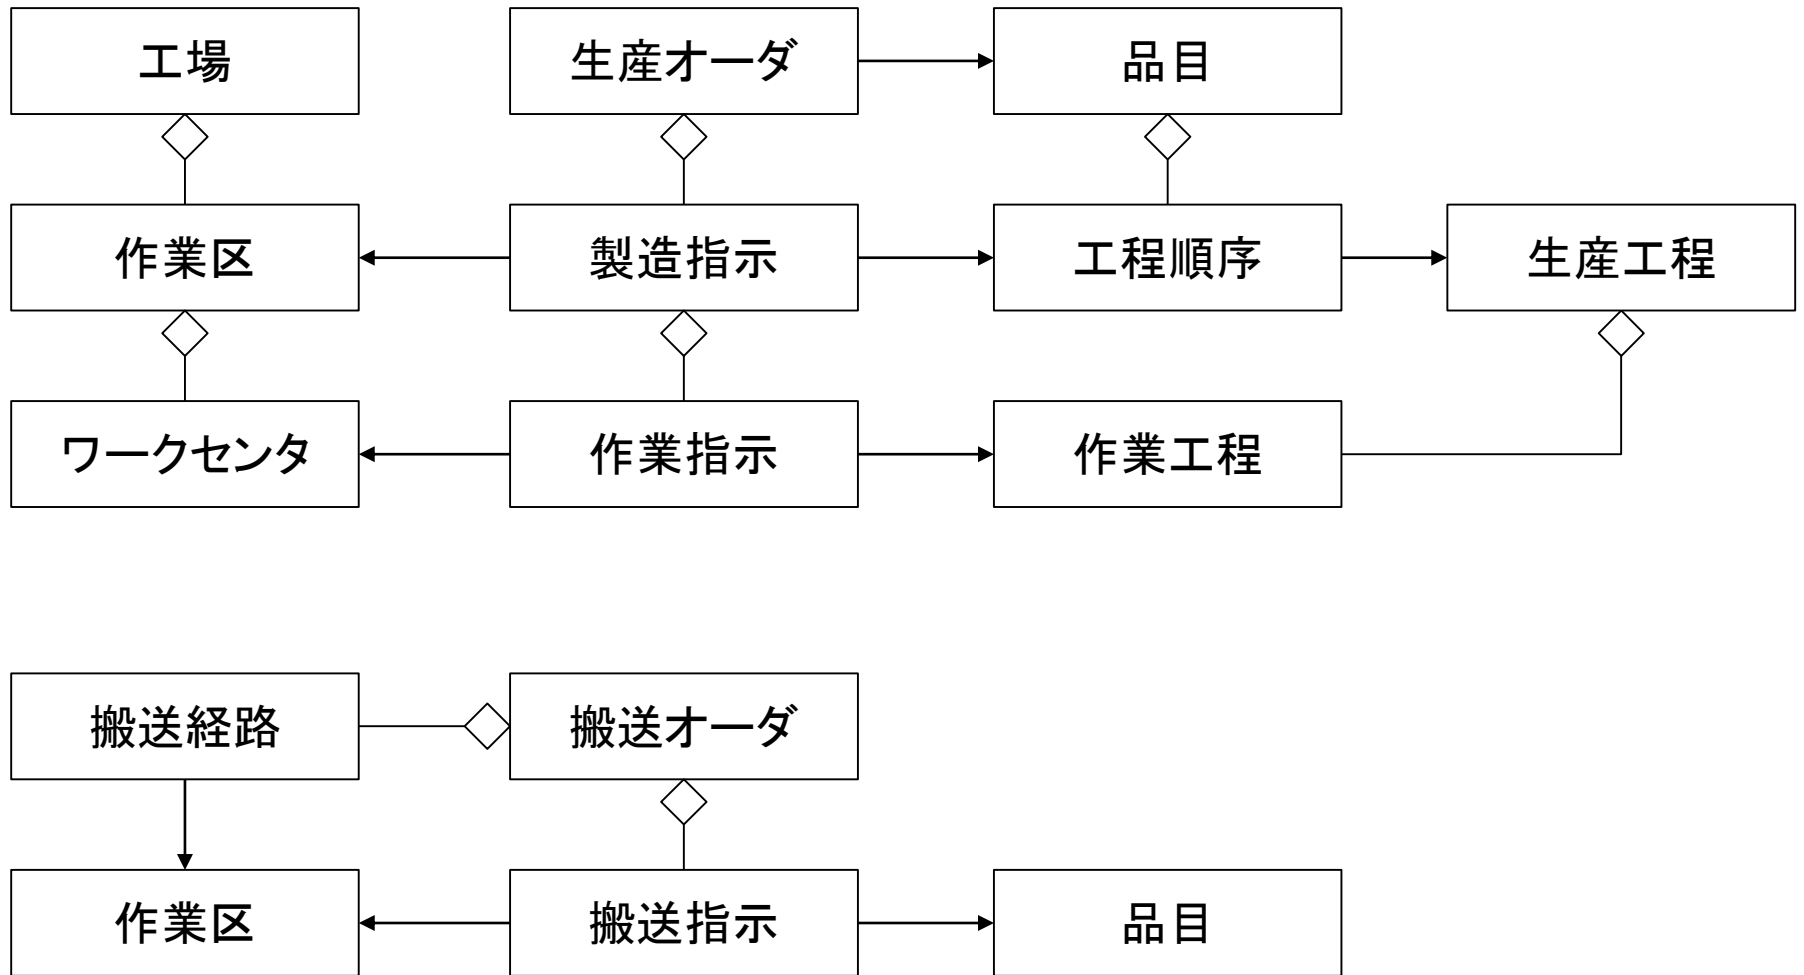 工場
生産オーダ
品目
作業区
製造指示
工程順序
生産工程
ワークセンタ
作業指示
作業工程
搬送経路
搬送オーダ
作業区
搬送指示
品目